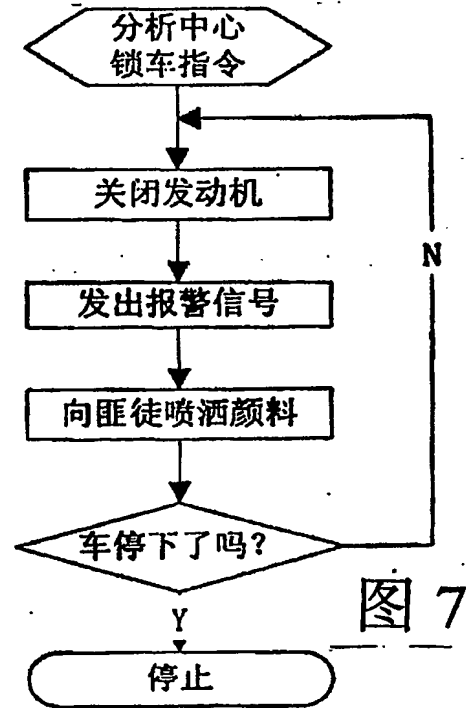 分析中心
锁车指令
关闭发动机
N
发出报警信号
向匪徒喷洒颜料
车停下了吗?
图 7
Y
停止